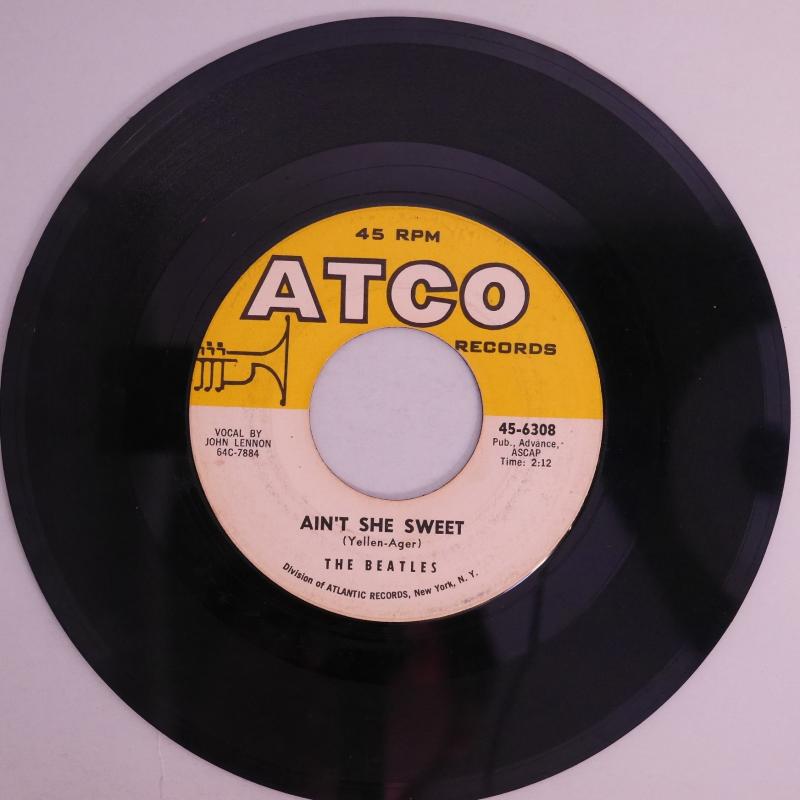 45 RPM
ATCO
RECORDS
VOCAL BY
JOHN LENNON
64C-7884
45-6308
Pub., Advance,
ASCAP
Time: 2:12
AIN'T SHE SWEET
(Yellen-Ager)
THE BEATLES
Division of ATLANTIC RECORDS, New York, N. Y.